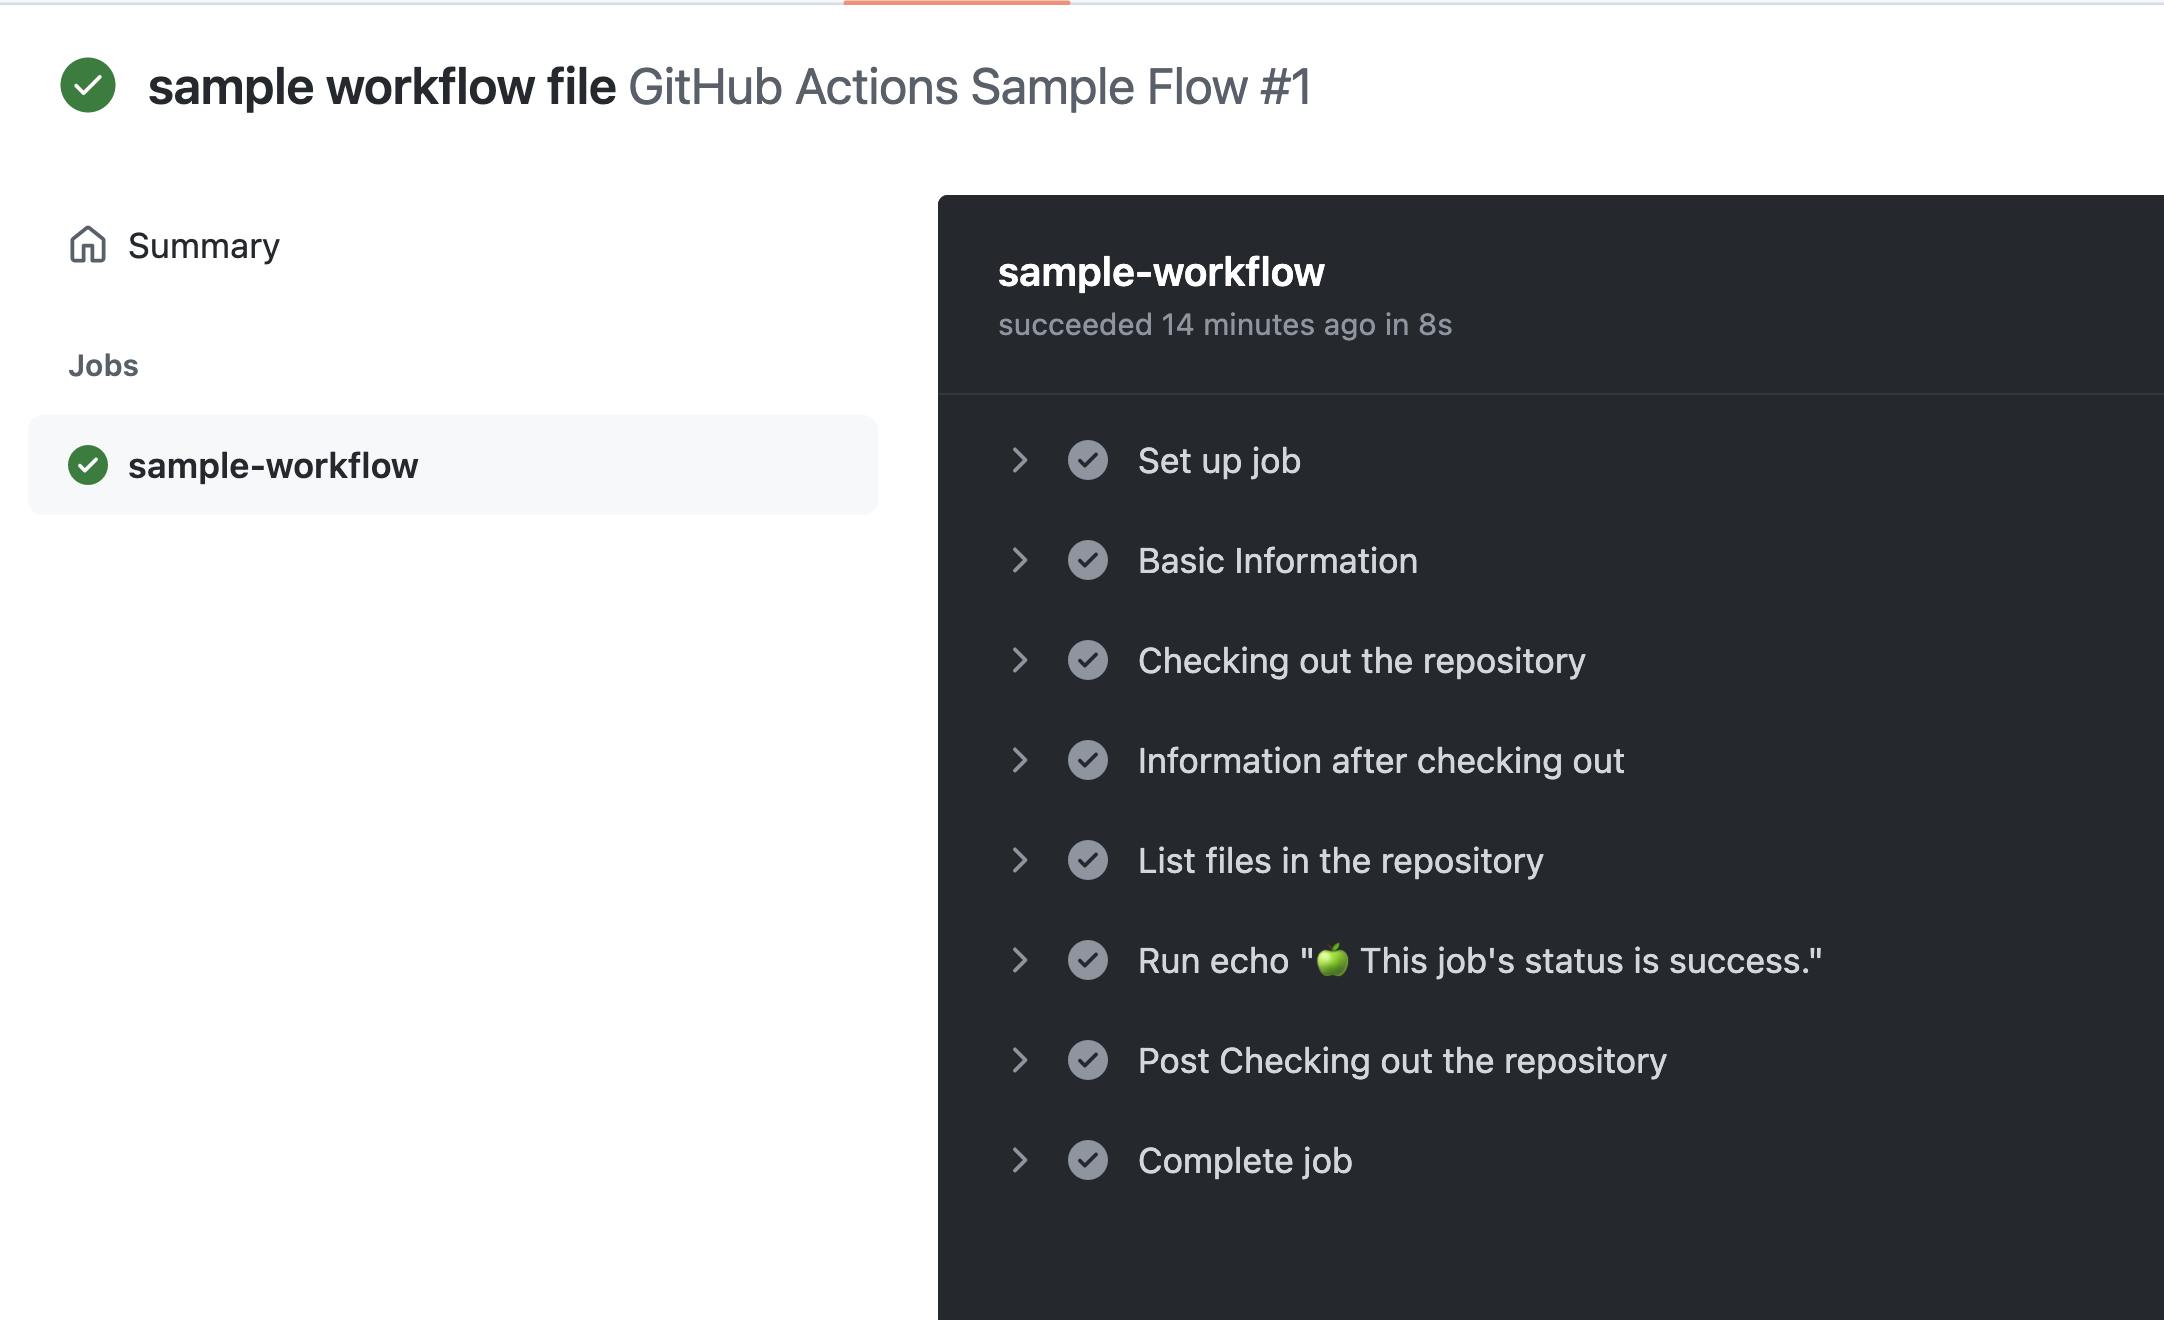 sample workflow file GitHub Actions Sample Flow #1
Summary
Jobs
sample-workflow
sample-workflow
succeeded 14 minutes ago in 8s
Set up job
Basic Information
Checking out the repository
Information after checking out
List files in the repository
Run echo "🍏 This job's status is success."
Post Checking out the repository
Complete job